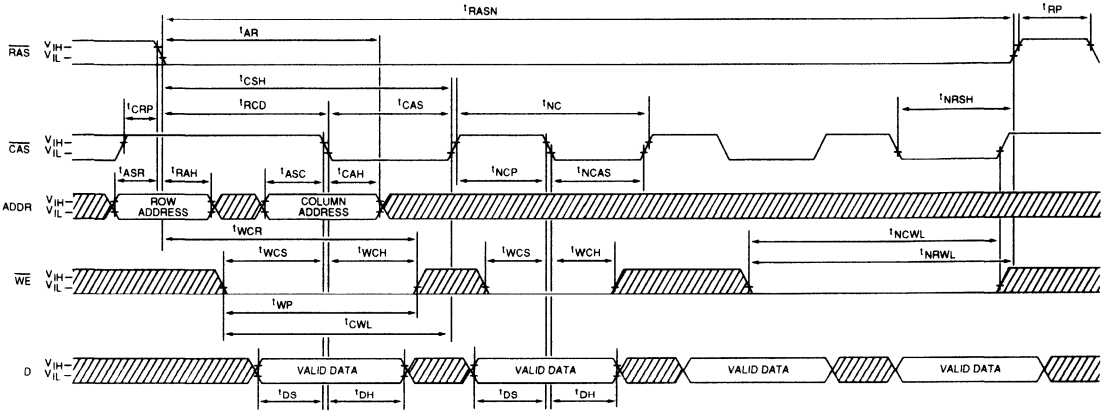 tRASN
tRP
tAR
RAS VIH
VIL
tCSH
tCRP tRCD tCAS tNC tNRSH
CAS VIH
VIL
tASR tRAH tASC tCAH tNCP tNCAS
ADDR VIH
VIL
ROW ADDRESS
COLUMN ADDRESS
tWCR
tNCWL
tWCS tWCH tWCS tWCH
tNRWL
WE VIH
VIL
tWP
tCWL
D VIH
VIL
VALID DATA VALID DATA VALID DATA VALID DATA
tDS tDH tDS tDH